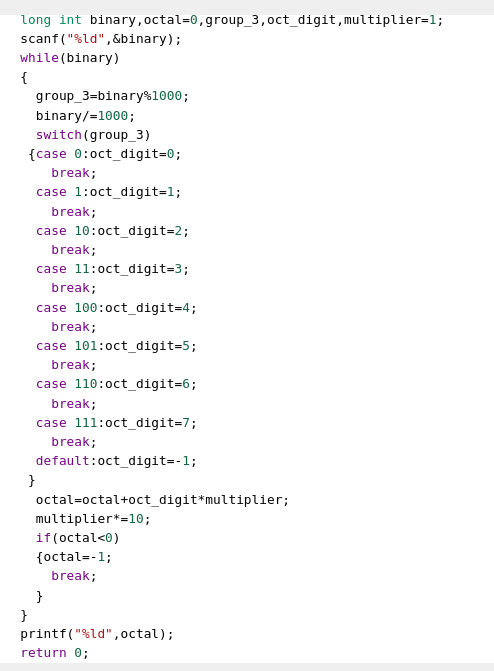 long int binary,octal=0,group_3,oct_digit,multiplier=1;
scanf("%ld",&binary);
while(binary)
{
group_3=binary%1000;
binary/=1000;
switch(group_3)
{case 0:oct_digit=0;
break;
case 1:oct_digit=1;
break;
case 10:oct_digit=2;
break;
case 11:oct_digit=3;
break;
case 100:oct_digit=4;
break;
case 101:oct_digit=5;
break;
case 110:oct_digit=6;
break;
case 111:oct_digit=7;
break;
default:oct_digit=-1;
}
octal=octal+oct_digit*multiplier;
multiplier*=10;
if(octal<0)
{octal=-1;
break;
}
}
printf("%ld",octal);
return 0;